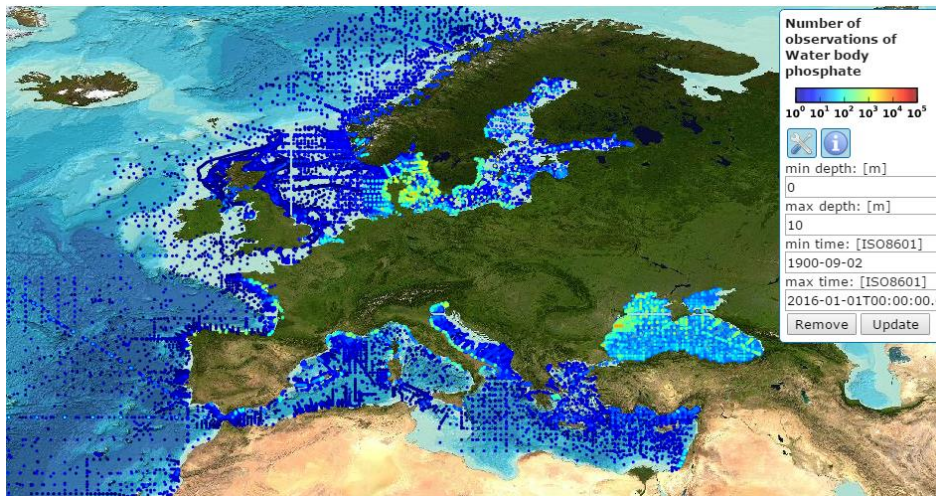 Number of
observations of
Water body
phosphate
10⁰ 10¹ 10² 10³ 10⁴ 10⁵
min depth: [m]
0
max depth: [m]
10
min time: [ISO8601]
1900-09-02
max time: [ISO8601]
2016-01-01T00:00:00.
Remove Update